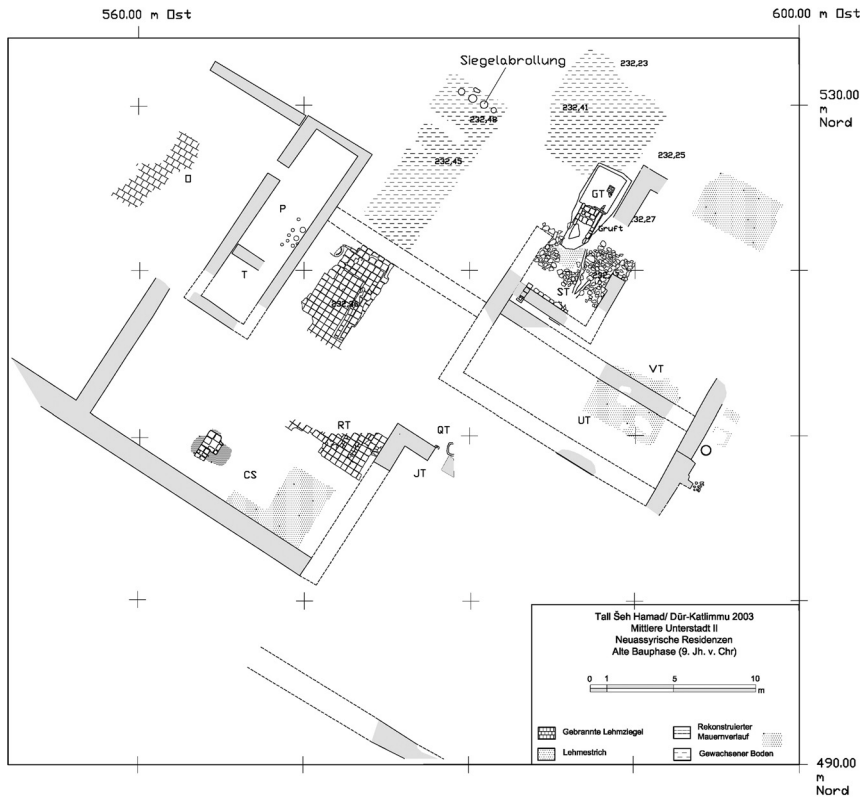 560.00 m Ost
600.00 m Ost
Siegelabrollung
232,23
530.00
m
Nord
232,41
232,48
232,45
232,25
GT
P
232,27
Gruft
T
ST
VT
UT
RT
QT
JT
CS
Tall Šeh Hamad/ Dūr-Katlimmu 2003
Mittlere Unterstadt II
Neuassyrische Residenzen
Alte Bauphase (9. Jh. v. Chr)
0 1 5 10
m
Gebrannte Lehmziegel
Rekonstruierter
Mauernverlauf
Lehmestrich
Gewachsener Boden
490.00
m
Nord